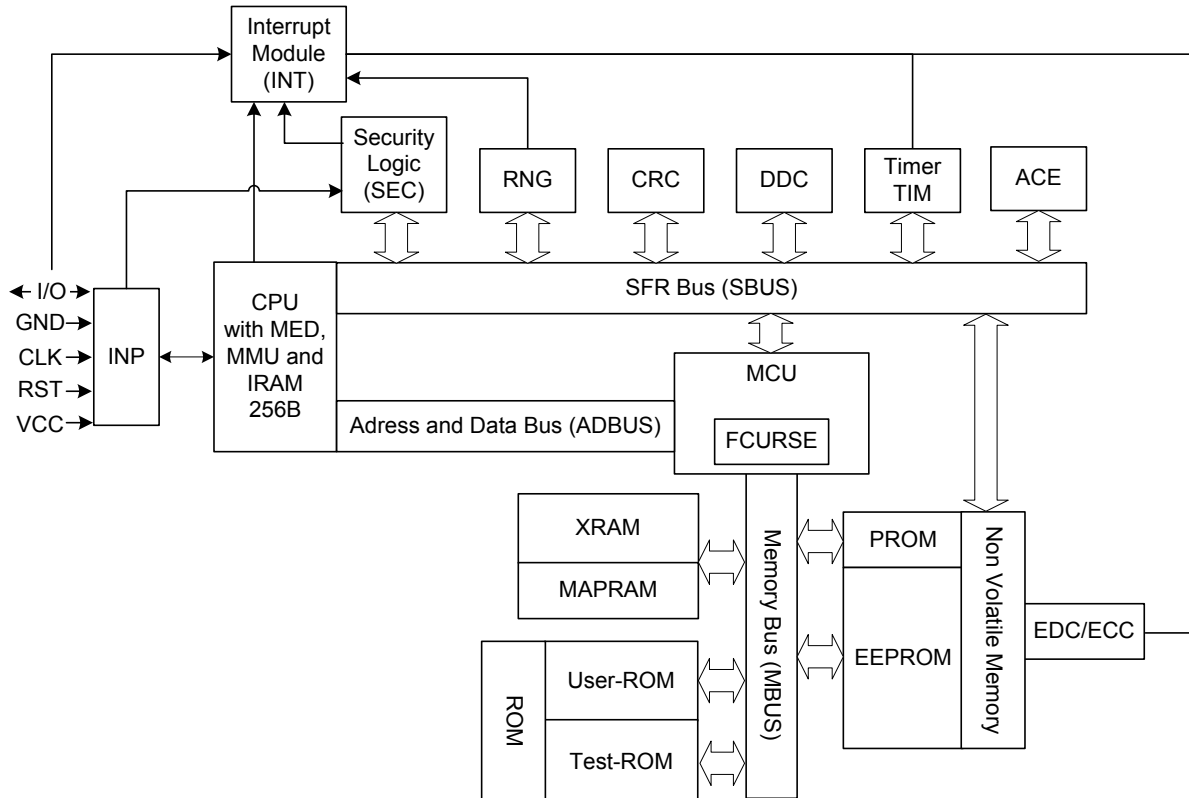 Interrupt
Module
(INT)
Security
Logic
(SEC)
RNG
CRC
DDC
Timer
TIM
ACE
I/O
GND
CLK
RST
VCC
INP
CPU
with MED,
MMU and
IRAM
256B
SFR Bus (SBUS)
Adress and Data Bus (ADBUS)
MCU
FCURSE
XRAM
MAPRAM
Memory Bus (MBUS)
PROM
EEPROM
Non Volatile Memory
EDC/ECC
ROM
User-ROM
Test-ROM